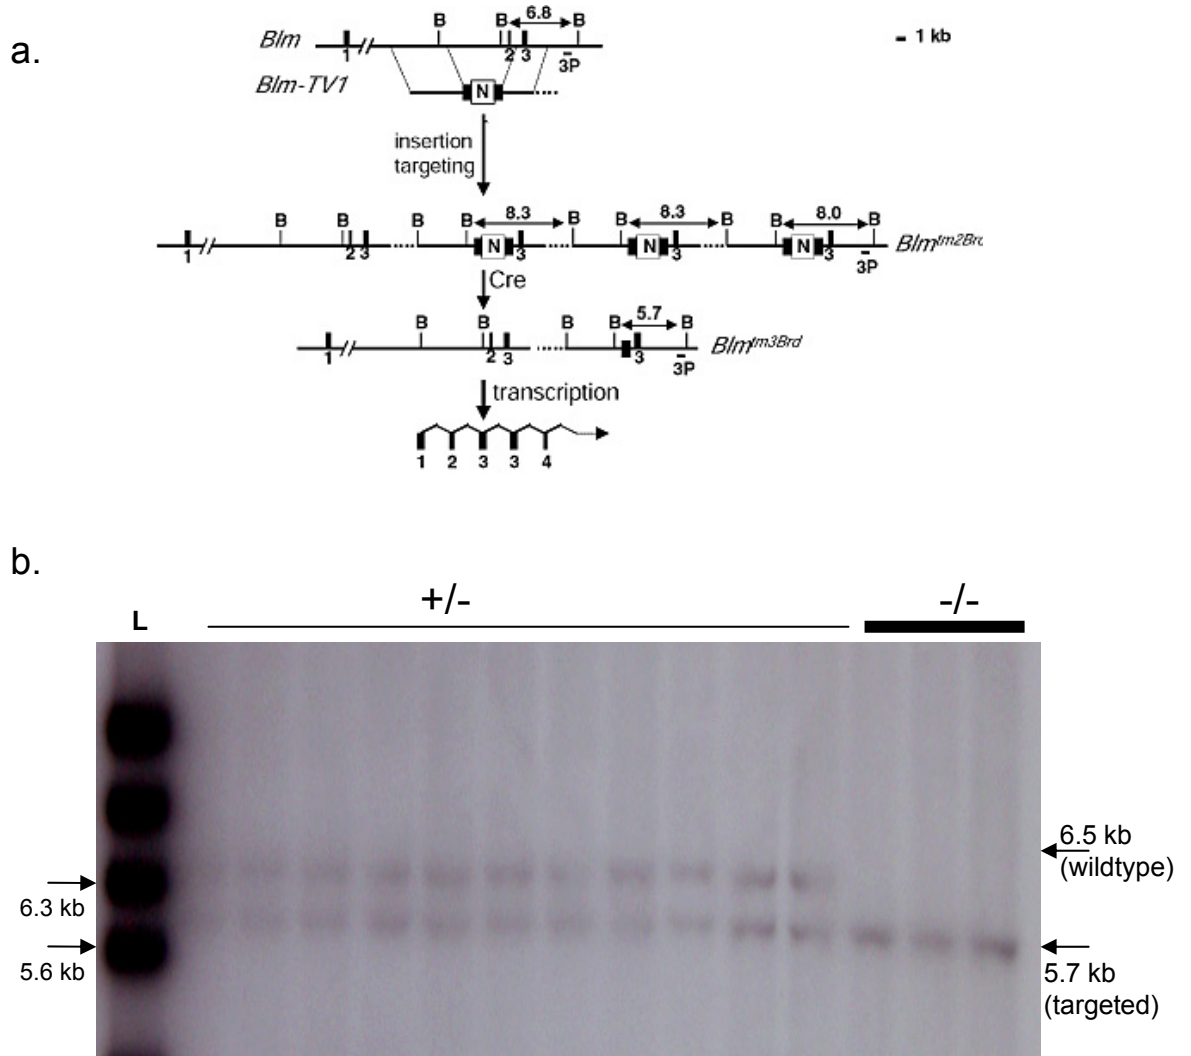 a.
B B 6.8 B
Blm
1 2 3 3P
1 kb
Blm-TV1
N
insertion
targeting
B B B B 8.3 B B 8.3 B B 8.0 B
1 2 3 N 3 N 3 N 3 3P
Blm tm2Brd
Cre
B B B B 5.7 B
1 2 3 3 3P
Blm tm3Brd
transcription
1 2 3 3 4
b.
L +/- -/-
6.5 kb
(wildtype)
6.3 kb
5.6 kb
5.7 kb
(targeted)